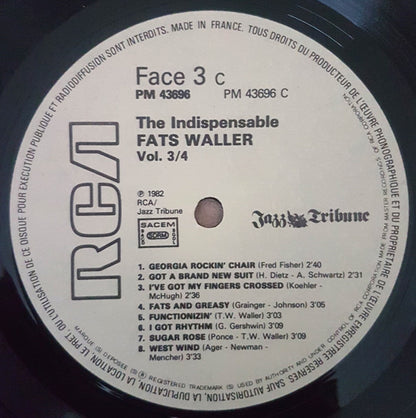 MADE IN FRANCE. TOUS DROITS DU PRODUCTEUR DE L'ŒUVRE PHONOGRAPHIQUE ET DU PROPRIETAIRE DE L'ŒUVRE ENREGISTREE RESERVES. SAUF AUTORISATION, LA DUPLICATION, LA LOCATION, LE PRET OU L'UTILISATION DE CE DISQUE POUR EXECUTION PUBLIQUE ET RADIODIFFUSION SONT INTERDITS.
Face 3 C
PM 43696 PM 43696 C
The Indispensable
FATS WALLER
Vol. 3/4
RCA
℗ 1982
RCA/
Jazz Tribune
SACEM
SDRM
Jazz Tribune
1. GEORGIA ROCKIN' CHAIR (Fred Fisher) 2'40
2. GOT A BRAND NEW SUIT (H. Dietz - A. Schwartz) 2'31
3. I'VE GOT MY FINGERS CROSSED (Koehler -
McHugh) 2'36
4. FATS AND GREASY (Grainger - Johnson) 3'05
5. FUNCTIONIZIN' (T.W. Waller) 3'09
6. I GOT RHYTHM (G. Gershwin) 3'09
7. SUGAR ROSE (Ponce - T.W. Waller) 3'09
8. WEST WIND (Ager - Newman -
Mencher) 3'33